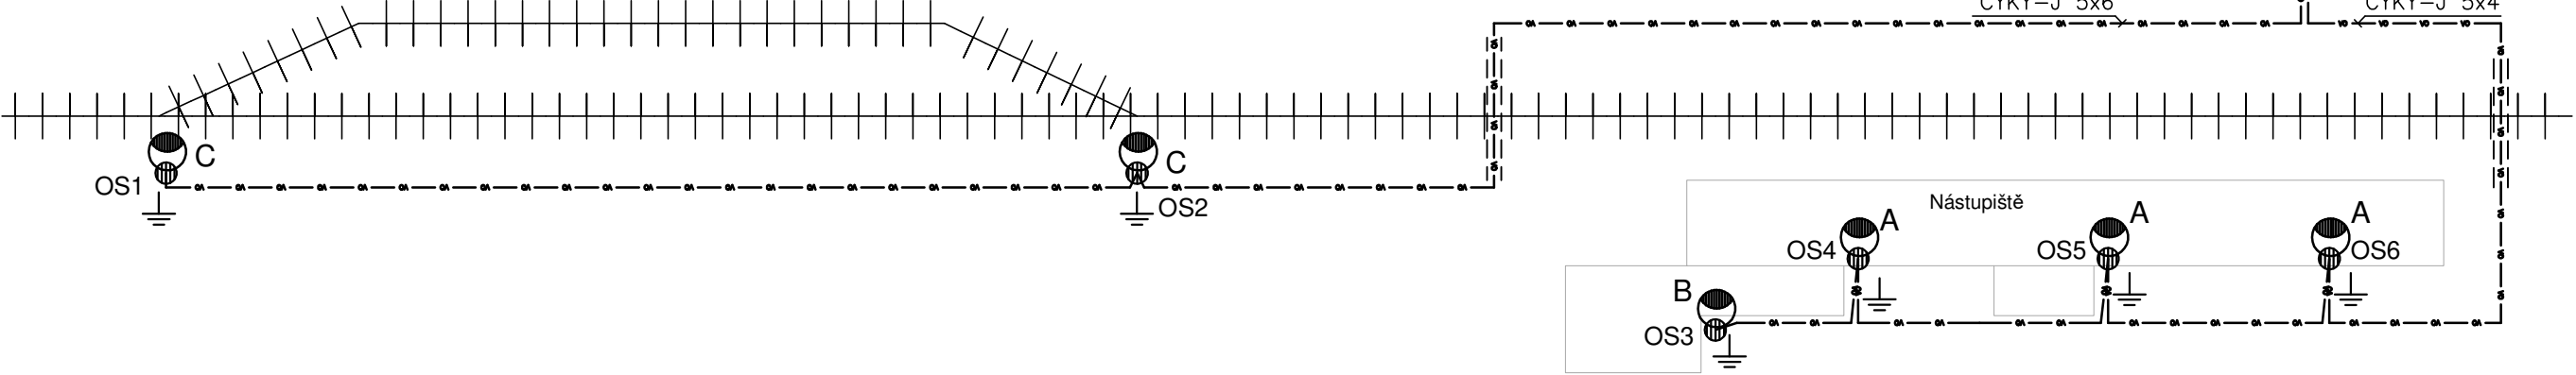 CYKY-J 5x6
CYKY-J 5x4
C
OS1
C
OS2
Nástupiště
A
OS4
A
OS5
A
OS6
B
OS3